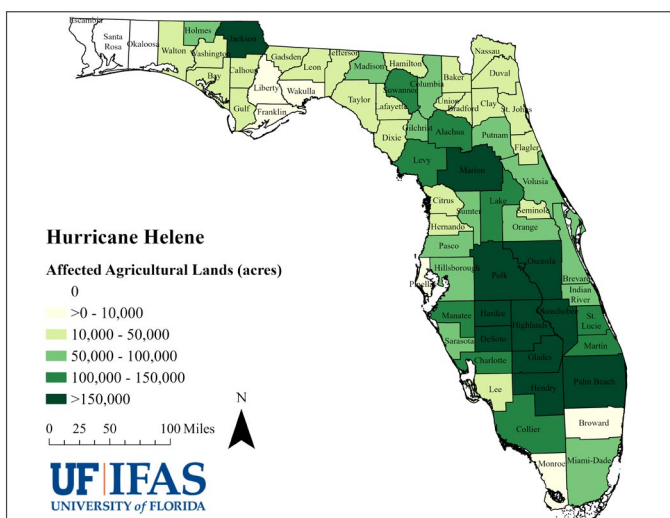 Escambia
Santa
Rosa
Okaloosa
Holmes
Jackson
Walton
Washington
Bay
Calhoun
Gulf
Liberty
Franklin
Gadsden
Leon
Wakulla
Jefferson
Madison
Taylor
Hamilton
Suwannee
Columbia
Lafayette
Dixie
Gilchrist
Baker
Union
Bradford
Nassau
Duval
Clay
St. Johns
Alachua
Putnam
Flagler
Levy
Marion
Volusia
Citrus
Sumter
Lake
Seminole
Hernando
Orange
Pasco
Hillsborough
Pinellas
Polk
Osceola
Brevard
Indian
River
Manatee
Hardee
Highlands
Okeechobee
St.
Lucie
Sarasota
DeSoto
Martin
Charlotte
Glades
Lee
Hendry
Palm Beach
Collier
Broward
Monroe
Miami-Dade
Hurricane Helene
Affected Agricultural Lands (acres)
0
>0 - 10,000
10,000 - 50,000
50,000 - 100,000
100,000 - 150,000
>150,000
0 25 50 100 Miles
N
UF|IFAS
UNIVERSITY of FLORIDA